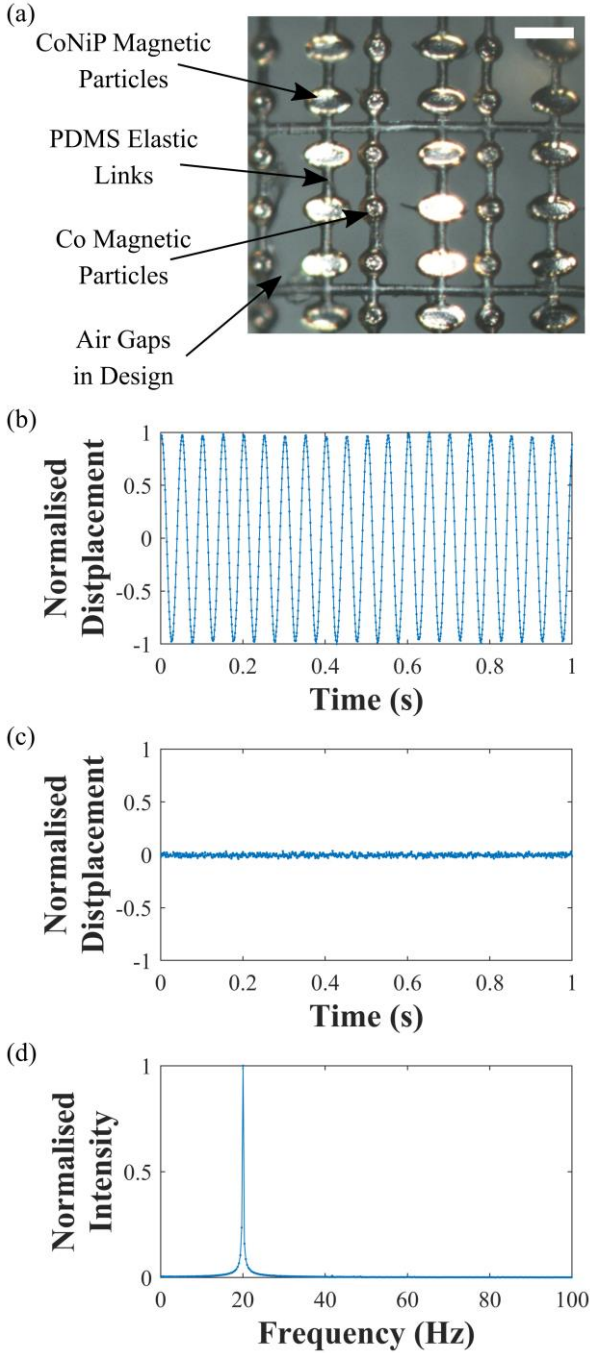 (a)
CoNiP Magnetic
Particles
PDMS Elastic
Links
Co Magnetic
Particles
Air Gaps
in Design
(b)
Normalised
Distplacement
1
0.5
0
-0.5
-1
0
0.2
0.4
0.6
0.8
1
Time (s)
(c)
Normalised
Distplacement
1
0.5
0
-0.5
-1
0
0.2
0.4
0.6
0.8
1
Time (s)
(d)
Normalised
Intensity
1
0.5
0
0
20
40
60
80
100
Frequency (Hz)